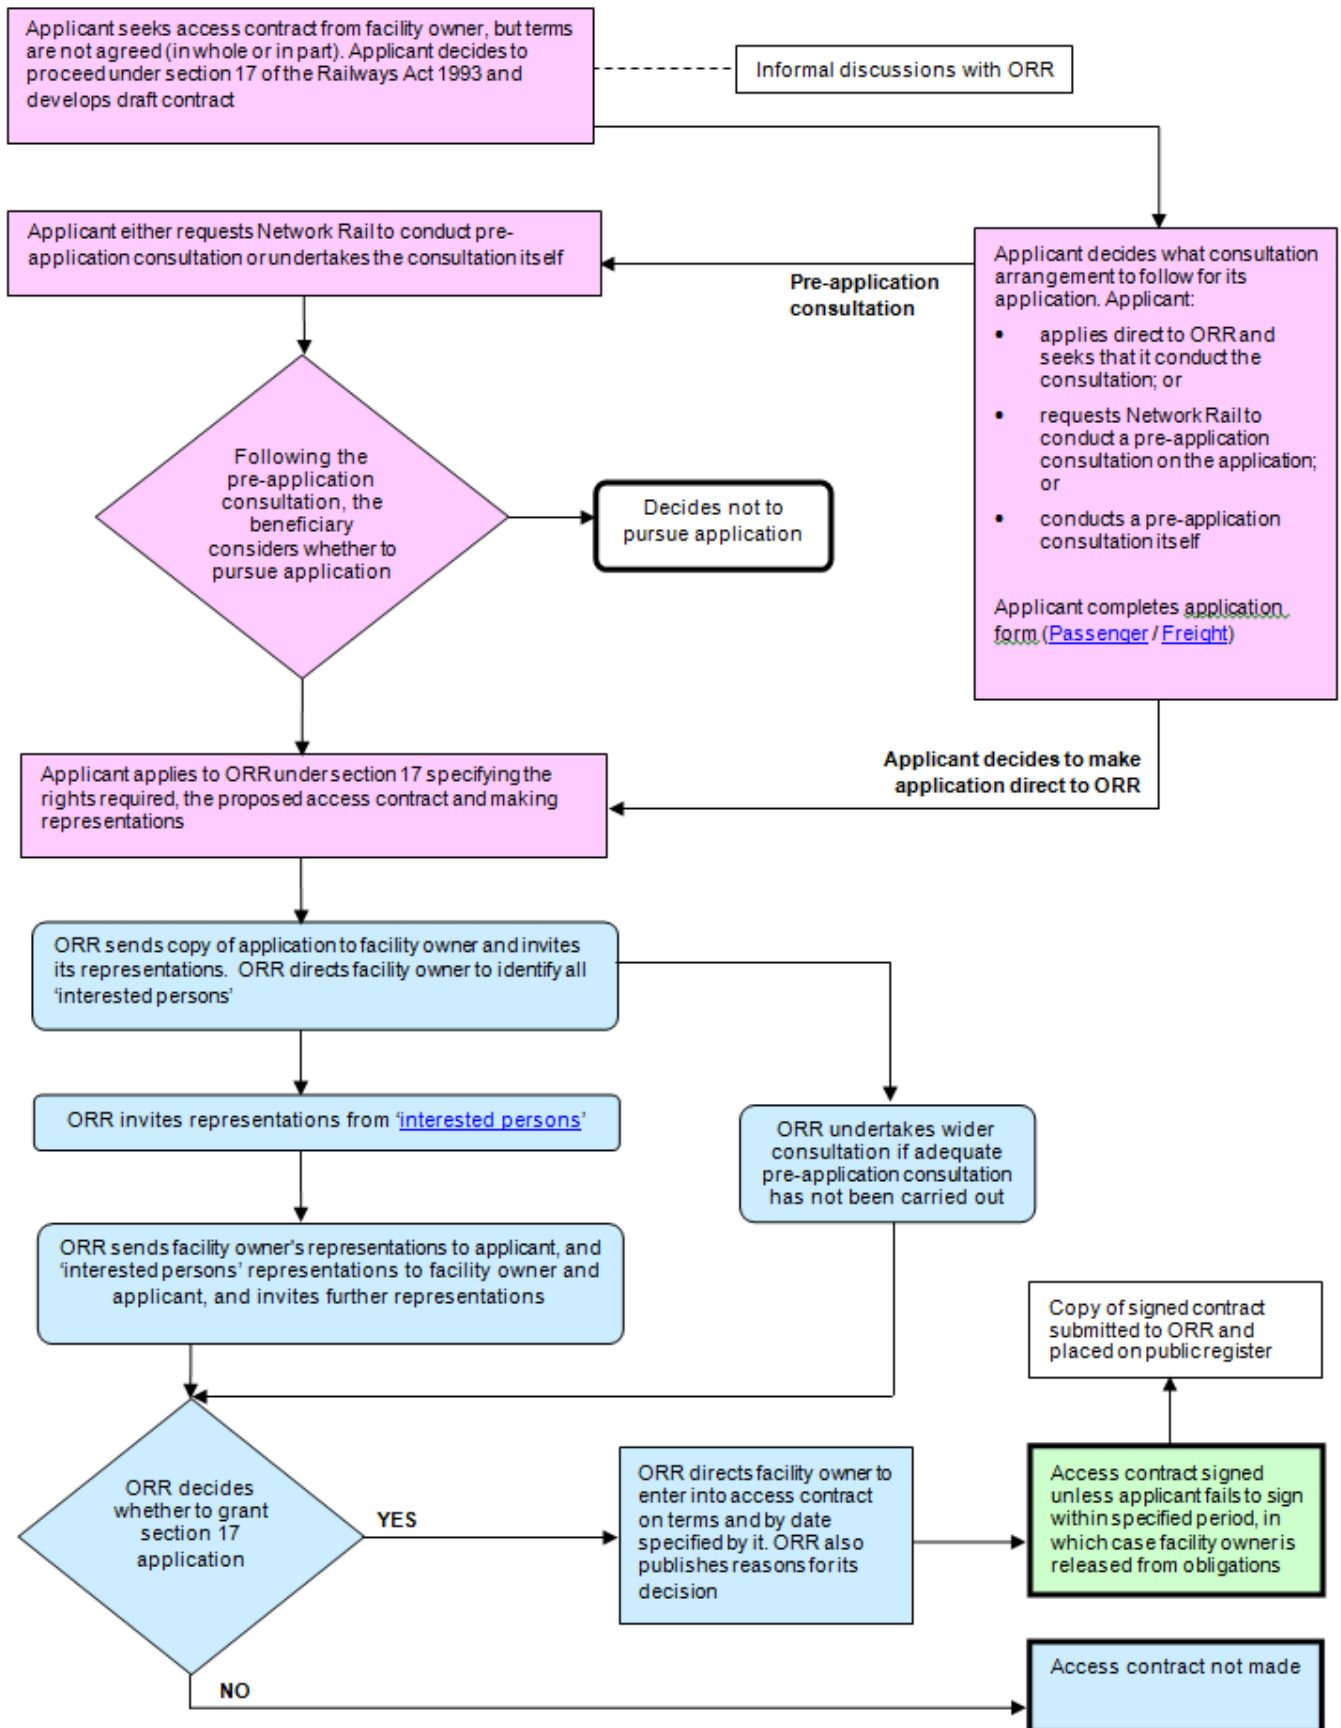 Applicant seeks access contract from facility owner, but terms
are not agreed (in whole or in part). Applicant decides to
proceed under section 17 of the Railways Act 1993 and
develops draft contract
Informal discussions with ORR
Applicant either requests Network Rail to conduct pre-
application consultation or undertakes the consultation itself
Pre-application
consultation
Applicant decides what consultation
arrangement to follow for its
application. Applicant:
• applies direct to ORR and
seeks that it conduct the
consultation; or
• requests Network Rail to
conduct a pre-application
consultation on the application;
or
• conducts a pre-application
consultation itself
Applicant completes application
form (Passenger / Freight)
Following the
pre-application
consultation, the
beneficiary
considers whether to
pursue application
Decides not to
pursue application
Applicant decides to make
application direct to ORR
Applicant applies to ORR under section 17 specifying the
rights required, the proposed access contract and making
representations
ORR sends copy of application to facility owner and invites
its representations. ORR directs facility owner to identify all
‘interested persons’
ORR invites representations from ‘interested persons’
ORR undertakes wider
consultation if adequate
pre-application consultation
has not been carried out
ORR sends facility owner's representations to applicant, and
‘interested persons’ representations to facility owner and
applicant, and invites further representations
Copy of signed contract
submitted to ORR and
placed on public register
ORR decides
whether to grant
section 17
application
YES
ORR directs facility owner to
enter into access contract
on terms and by date
specified by it. ORR also
publishes reasons for its
decision
Access contract signed
unless applicant fails to sign
within specified period, in
which case facility owner is
released from obligations
NO
Access contract not made